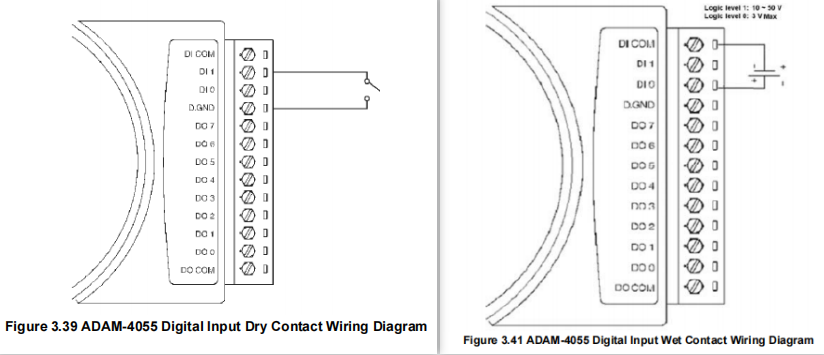 DI COM
DI 1
DI 0
D.GND
DO 7
DO 6
DO 5
DO 4
DO 3
DO 2
DO 1
DO 0
DO COM
Figure 3.39 ADAM-4055 Digital Input Dry Contact Wiring Diagram
Logic level 1: 10 ~ 50 V
Logic level 0: 3 V Max
DI COM
DI 1
DI 0
D.GND
DO 7
DO 6
DO 5
DO 4
DO 3
DO 2
DO 1
DO 0
DO COM
Figure 3.41 ADAM-4055 Digital Input Wet Contact Wiring Diagram